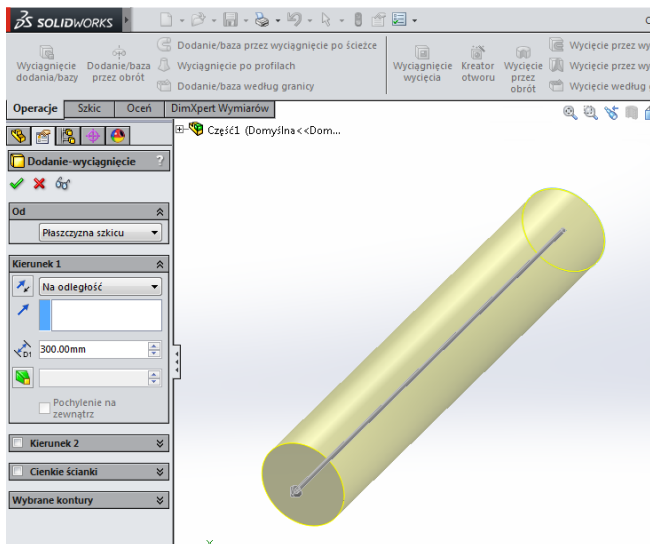 SOLIDWORKS
Wyciągnięcie dodania/bazy
Dodanie/baza przez obrót
Dodanie/baza przez wyciągnięcie po ścieżce
Wyciągnięcie po profilach
Dodanie/baza według granicy
Wyciągnięcie wycięcia
Kreator otworu
Wycięcie przez obrót
Wycięcie przez wy
Wycięcie przez wy
Wycięcie według
Operacje Szkic Oceń DimXpert Wymiarów
Część1 (Domyślna<<Dom...
Dodanie-wyciągnięcie ?
Od
Płaszczyzna szkicu
Kierunek 1
Na odległość
D1
300.00mm
Pochylenie na
zewnątrz
Kierunek 2
Cienkie ścianki
Wybrane kontury